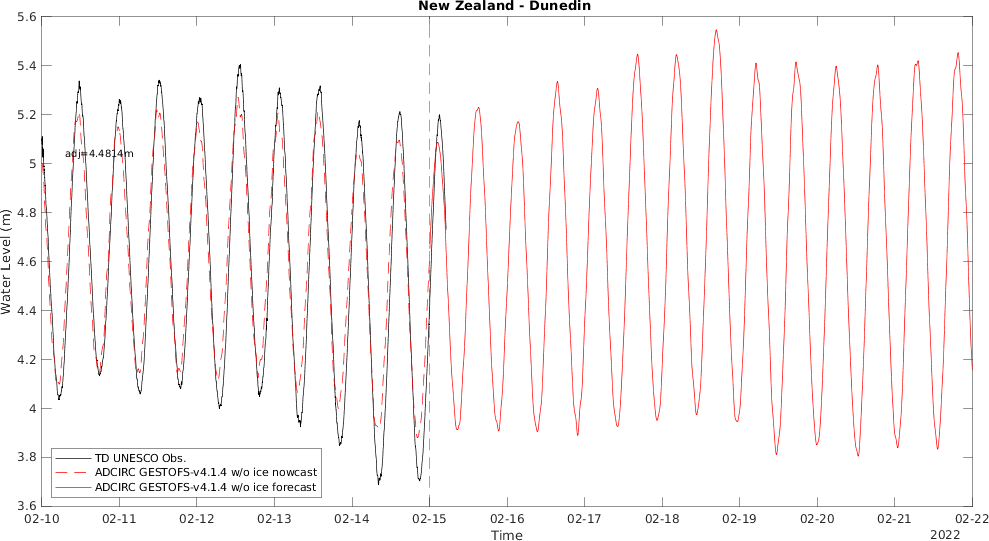 New Zealand - Dunedin
Water Level (m)
5.6
5.4
5.2
5
4.8
4.6
4.4
4.2
4
3.8
3.6
adj=4.4814m
TD UNESCO Obs.
ADCIRC GESTOFS-v4.1.4 w/o ice nowcast
ADCIRC GESTOFS-v4.1.4 w/o ice forecast
02-10 02-11 02-12 02-13 02-14 02-15 02-16 02-17 02-18 02-19 02-20 02-21 02-22
Time
2022